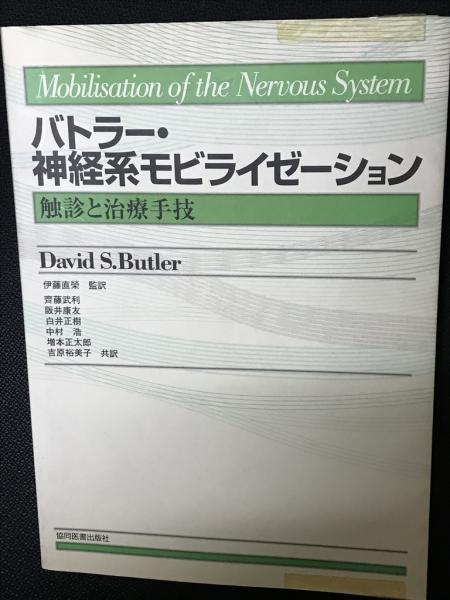 Mobilisation of the Nervous System
バトラー・
神経系モビライゼーション
触診と治療手技
David S.Butler
伊藤直榮 監訳
齊藤武利
阪井康友
白井正樹
中村 浩
増本正太郎
吉原裕美子 共訳
協同医書出版社